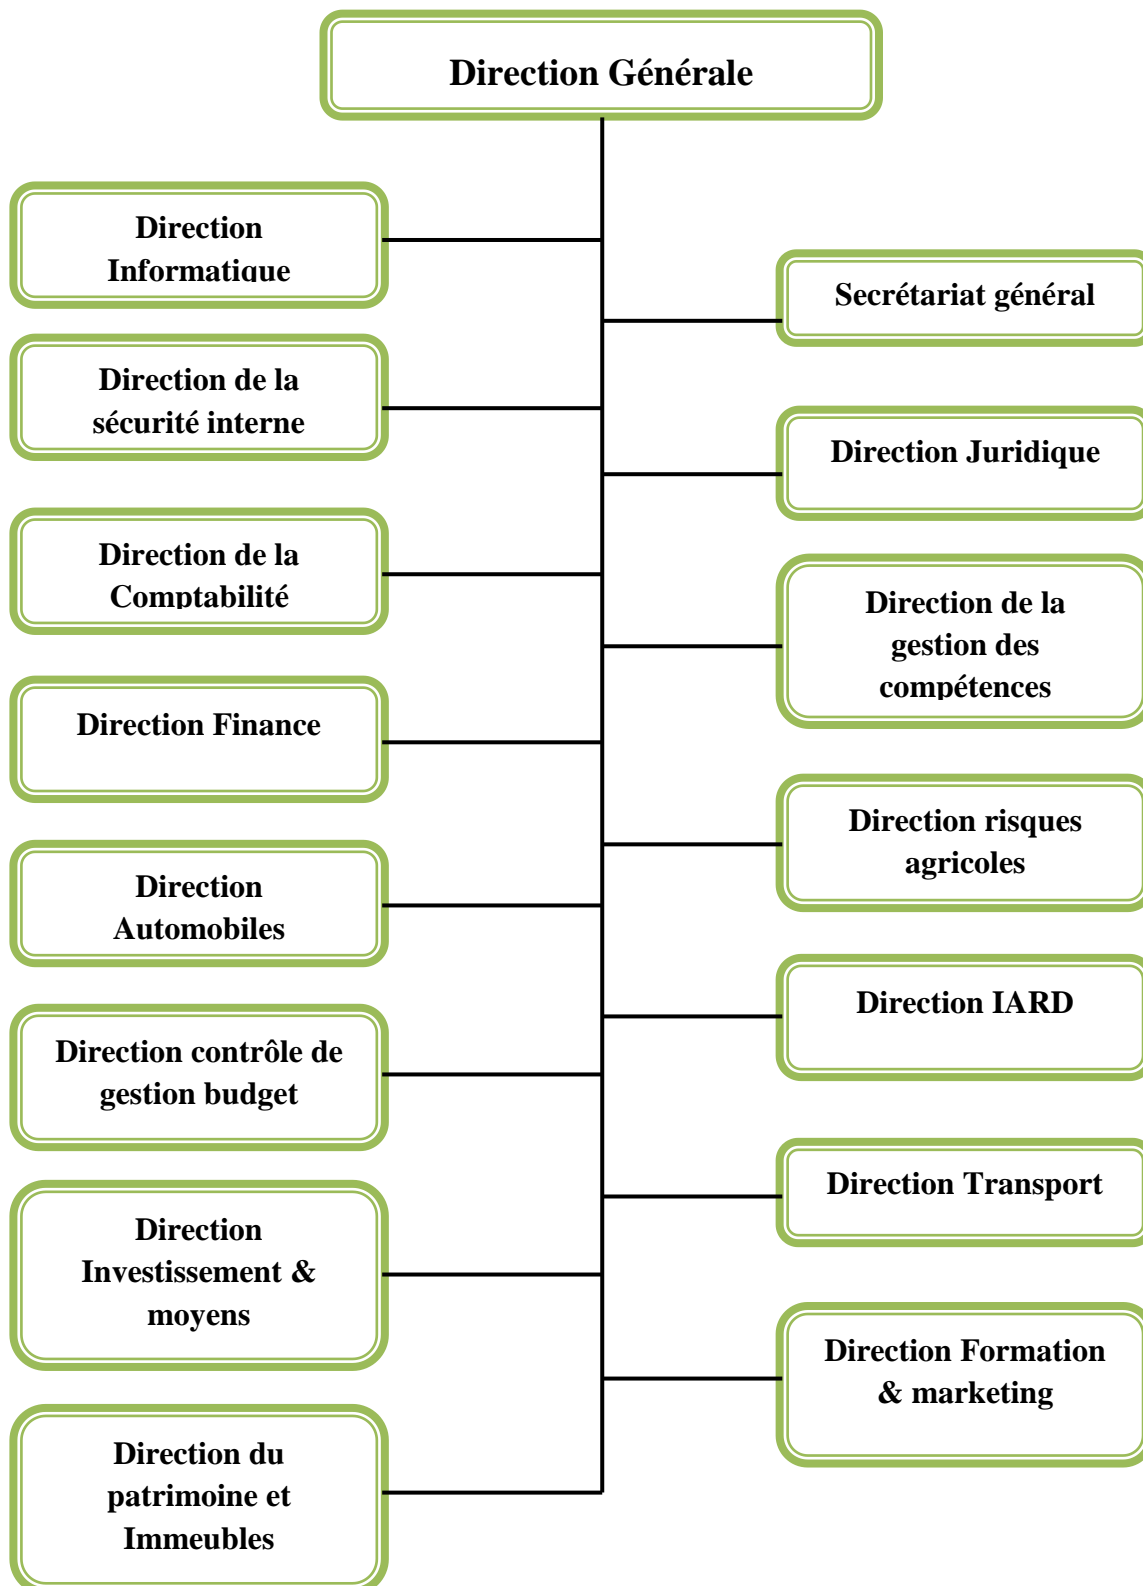 Direction Générale
Direction
Informatique
Direction de la
sécurité interne
Direction de la
Comptabilité
Direction Finance
Direction
Automobiles
Direction contrôle de
gestion budget
Direction
Investissement &
moyens
Direction du
patrimoine et
Immeubles
Secrétariat général
Direction Juridique
Direction de la
gestion des
compétences
Direction risques
agricoles
Direction IARD
Direction Transport
Direction Formation
& marketing